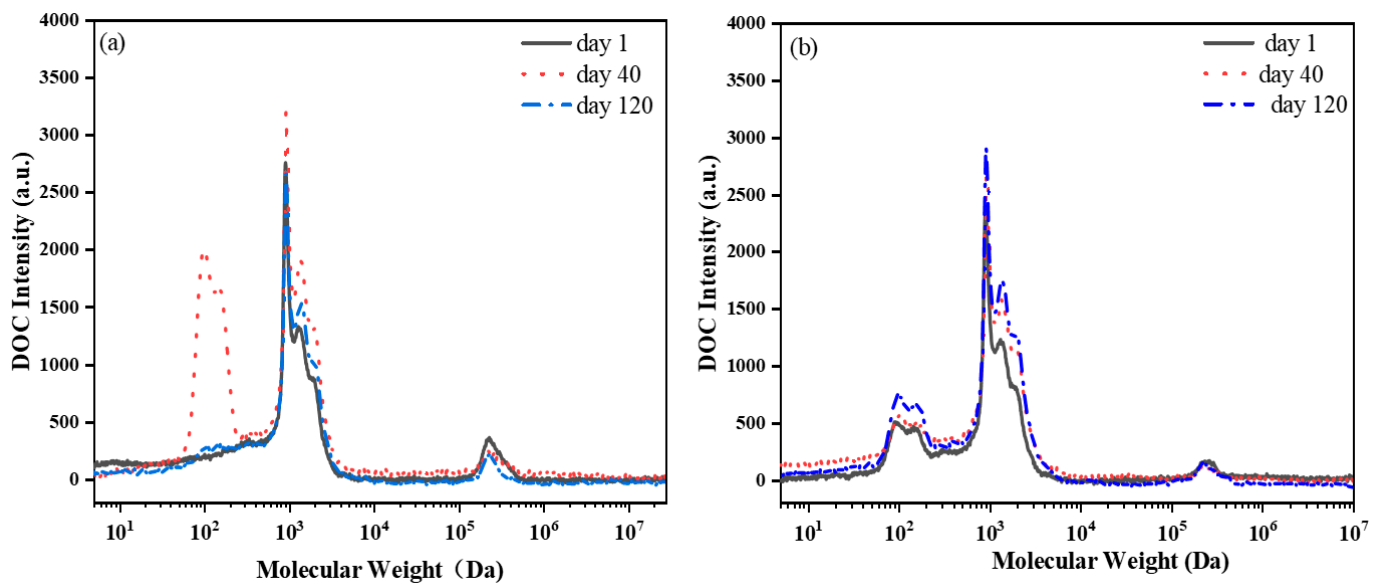 (a)
day 1
day 40
day 120
4000
3500
3000
2500
2000
1500
1000
500
0
DOC Intensity (a.u.)
10¹ 10² 10³ 10⁴ 10⁵ 10⁶ 10⁷
Molecular Weight（Da)
(b)
day 1
day 40
day 120
4000
3500
3000
2500
2000
1500
1000
500
0
DOC Intensity (a.u.)
10¹ 10² 10³ 10⁴ 10⁵ 10⁶ 10⁷
Molecular Weight (Da)